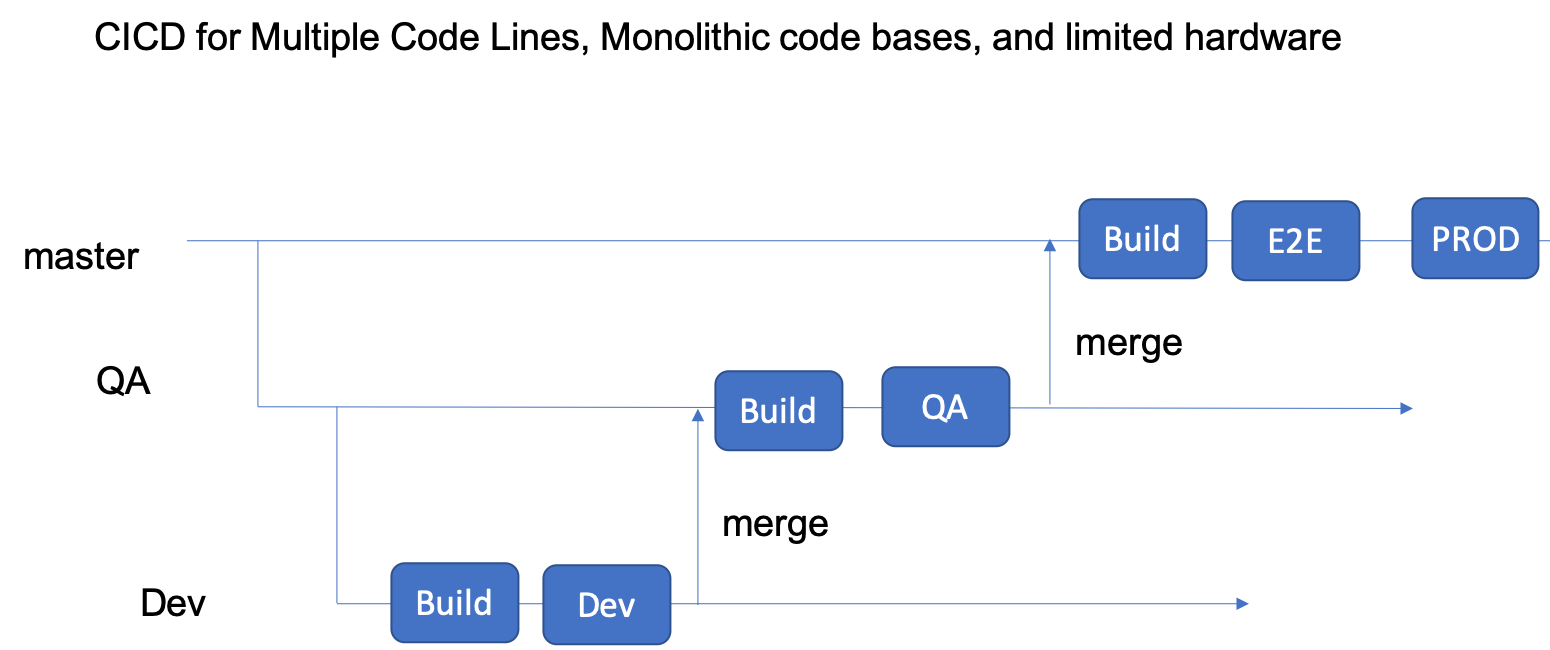 CICD for Multiple Code Lines, Monolithic code bases, and limited hardware
master
Build
E2E
PROD
merge
QA
Build
QA
merge
Dev
Build
Dev